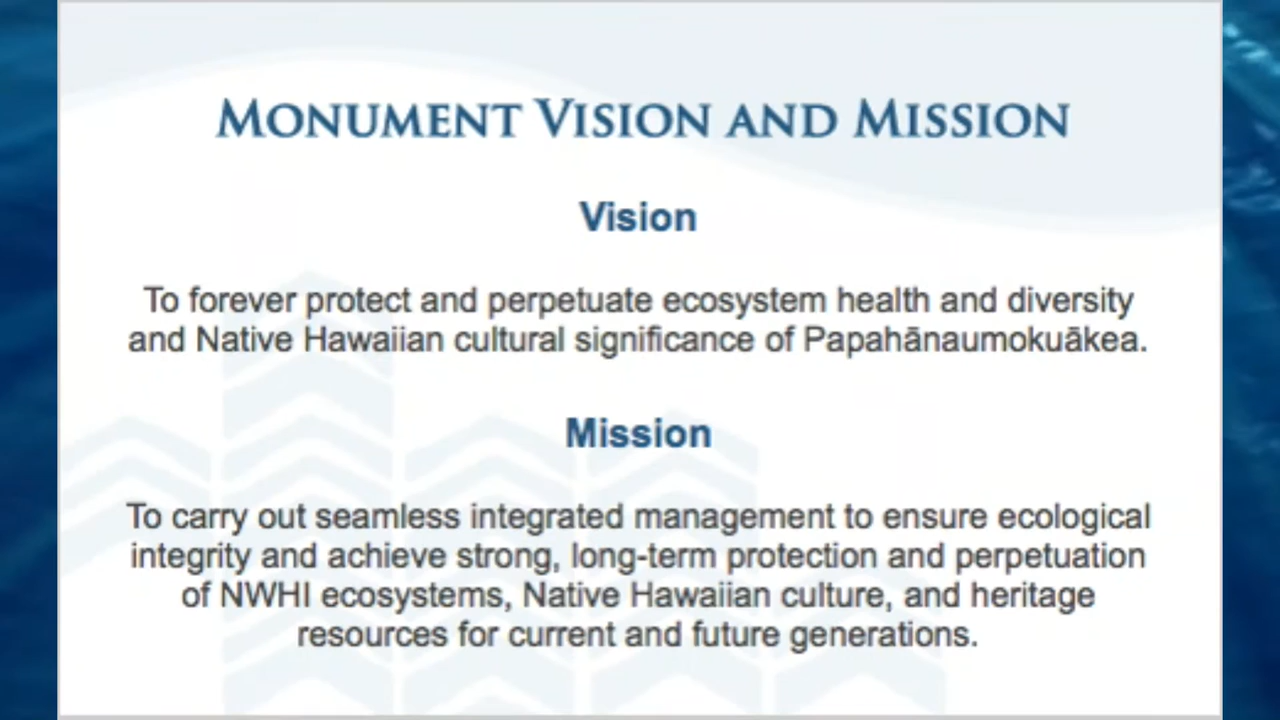 MONUMENT VISION AND MISSION
Vision
To forever protect and perpetuate ecosystem health and diversity
and Native Hawaiian cultural significance of Papahānaumokuākea.
Mission
To carry out seamless integrated management to ensure ecological
integrity and achieve strong, long-term protection and perpetuation
of NWHI ecosystems, Native Hawaiian culture, and heritage
resources for current and future generations.